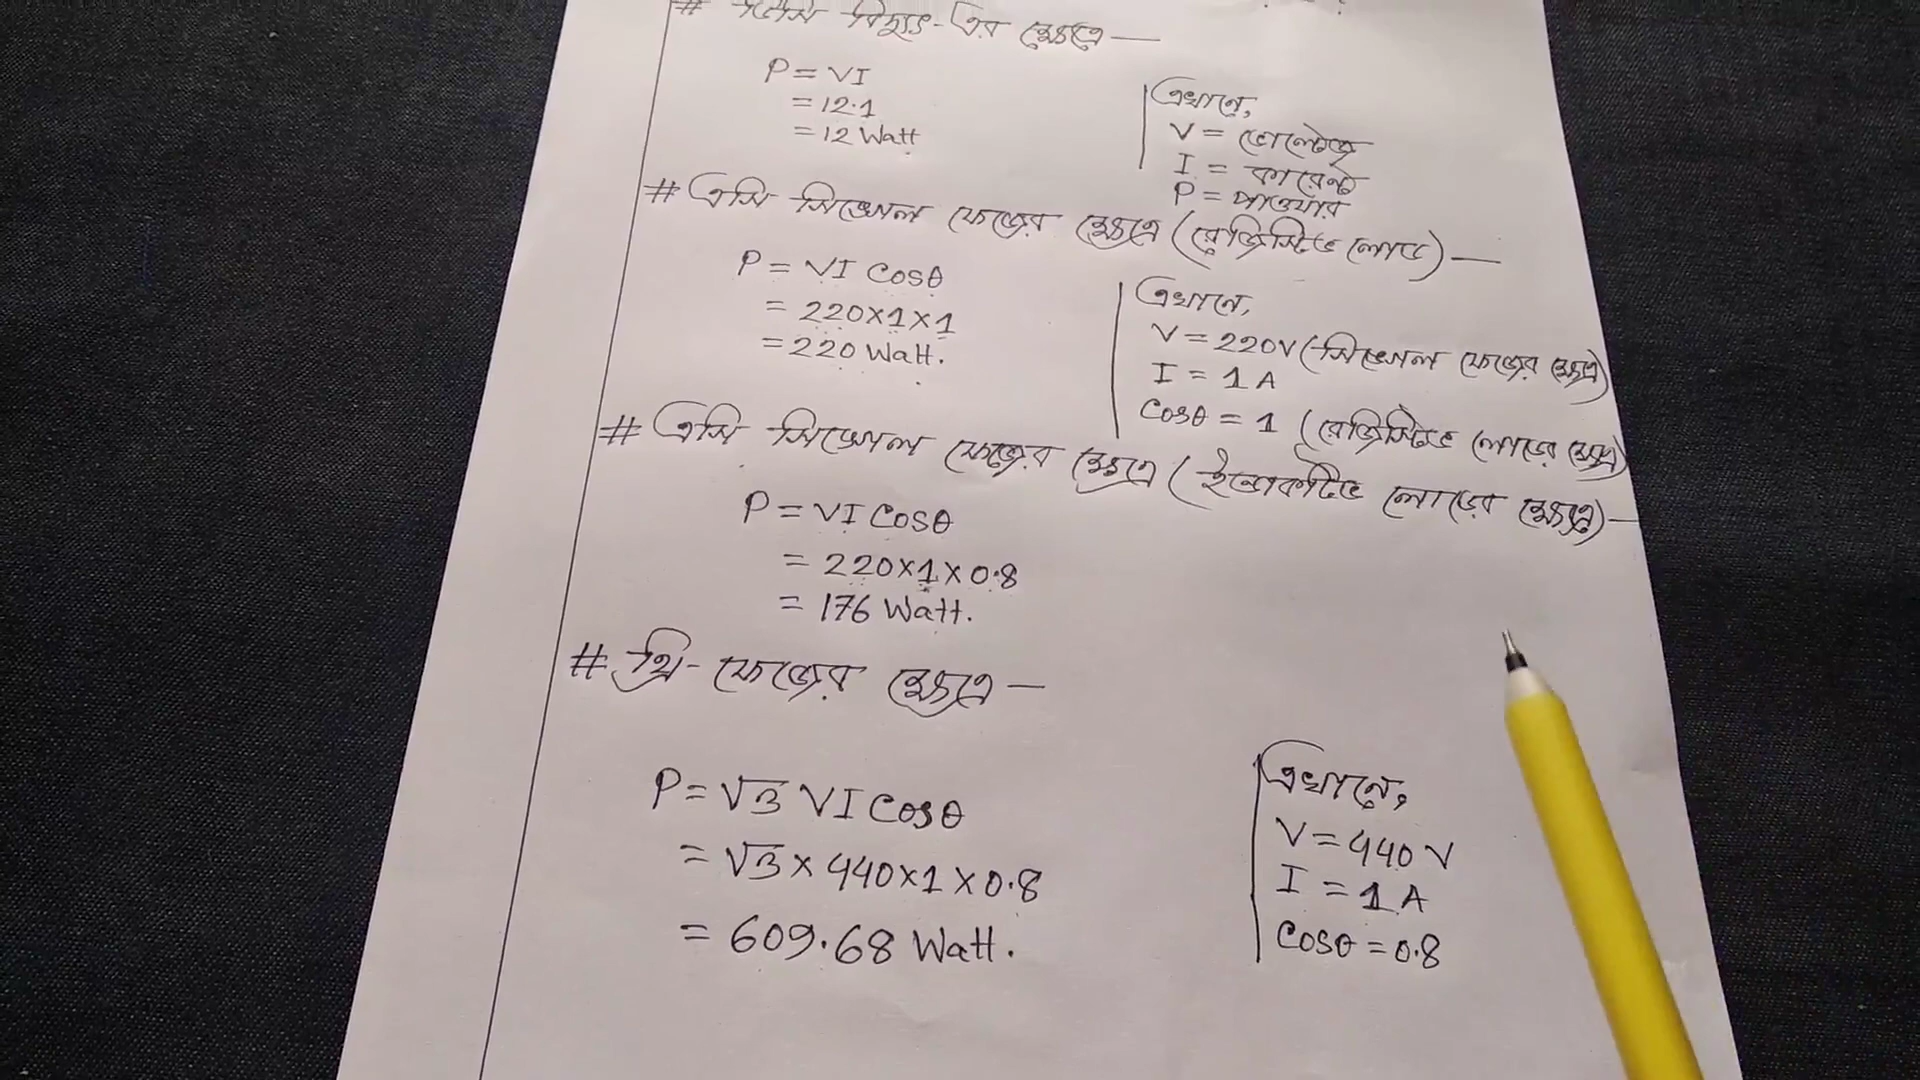 # ডিসি বিদ্যুৎ-এর ক্ষেত্রে —
P = VI
= 12·1
= 12 Watt
এখানে,
V = ভোল্টেজ
I = কারেন্ট
P = পাওয়ার
# এসি সিঙ্গেল ফেজের ক্ষেত্রে (রেজিস্টিভ লোড) —
P = VI Cosθ
= 220×1×1
= 220 Watt.
এখানে,
V = 220V (সিঙ্গেল ফেজের ক্ষেত্রে)
I = 1 A
Cosθ = 1 (রেজিস্টিভ লোডের ক্ষেত্রে)
# এসি সিঙ্গেল ফেজের ক্ষেত্রে (ইন্ডাকটিভ লোডের ক্ষেত্রে) —
P = VI Cosθ
= 220×1×0.8
= 176 Watt.
# থ্রি-ফেজের ক্ষেত্রে —
P = √3 VI Cosθ
= √3 × 440×1×0.8
= 609.68 Watt.
এখানে,
V = 440 V
I = 1 A
Cosθ = 0.8